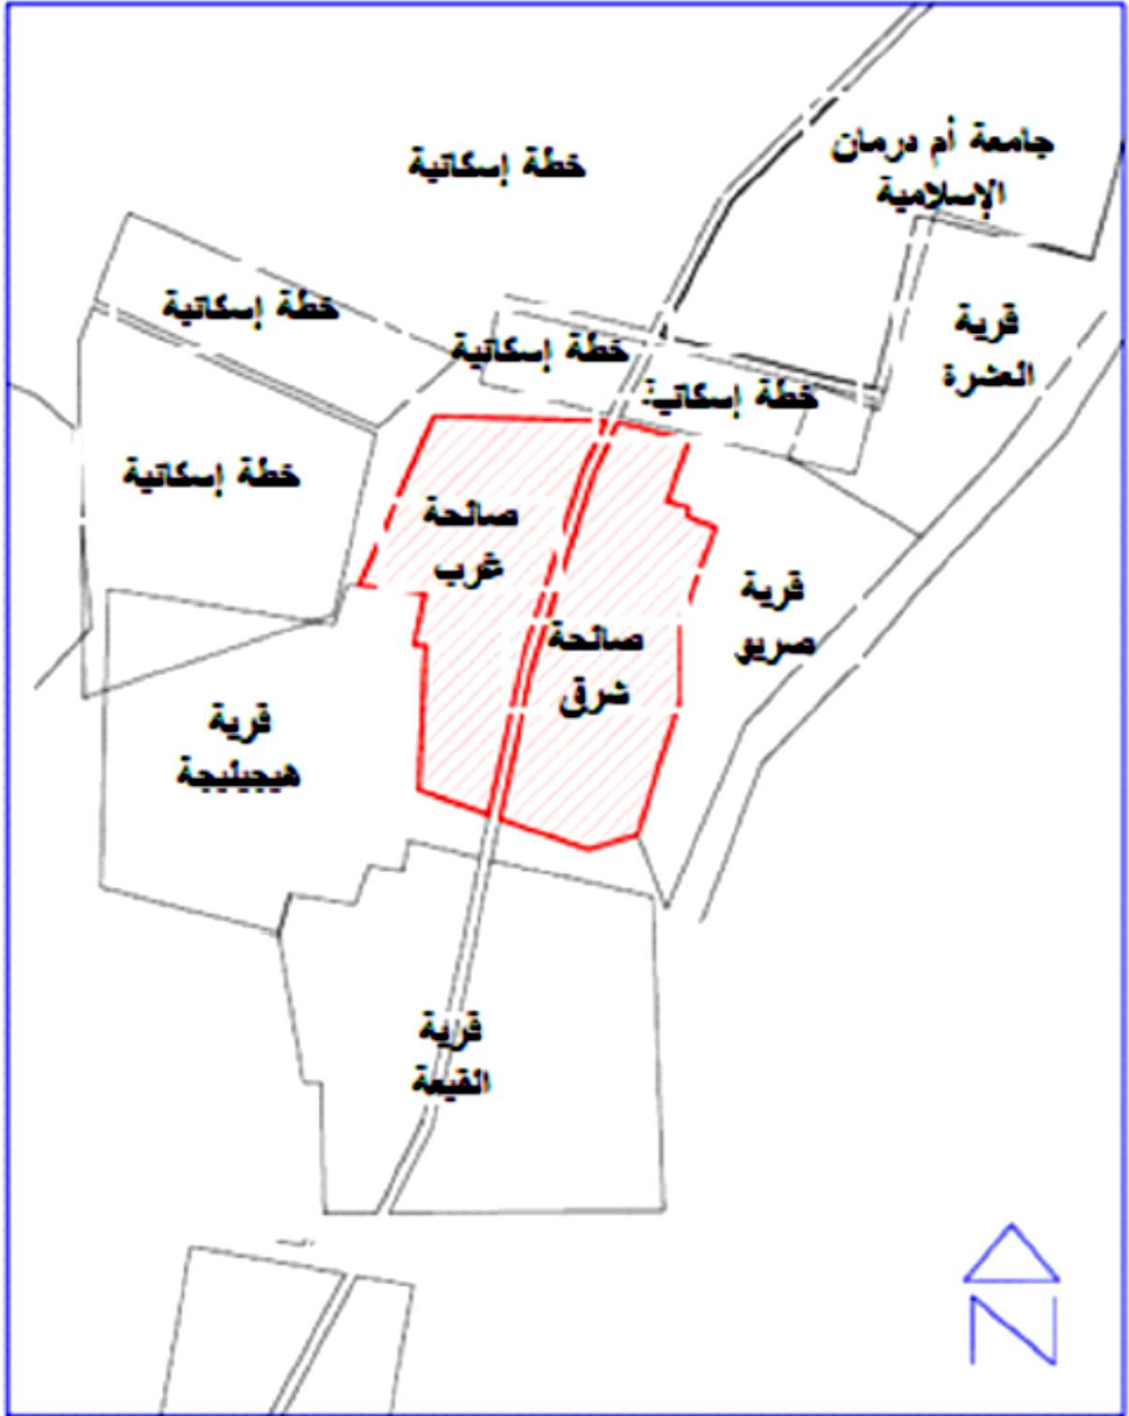 جامعة أم درمان
الإسلامية
خطة إسكانية
خطة إسكانية
قرية
العشرة
خطة إسكانية
خطة إسكانية
خطة إسكانية
صالحة
غرب
قرية
صريو
صالحة
شرق
قرية
هيجيليجة
قرية
القيعة
N